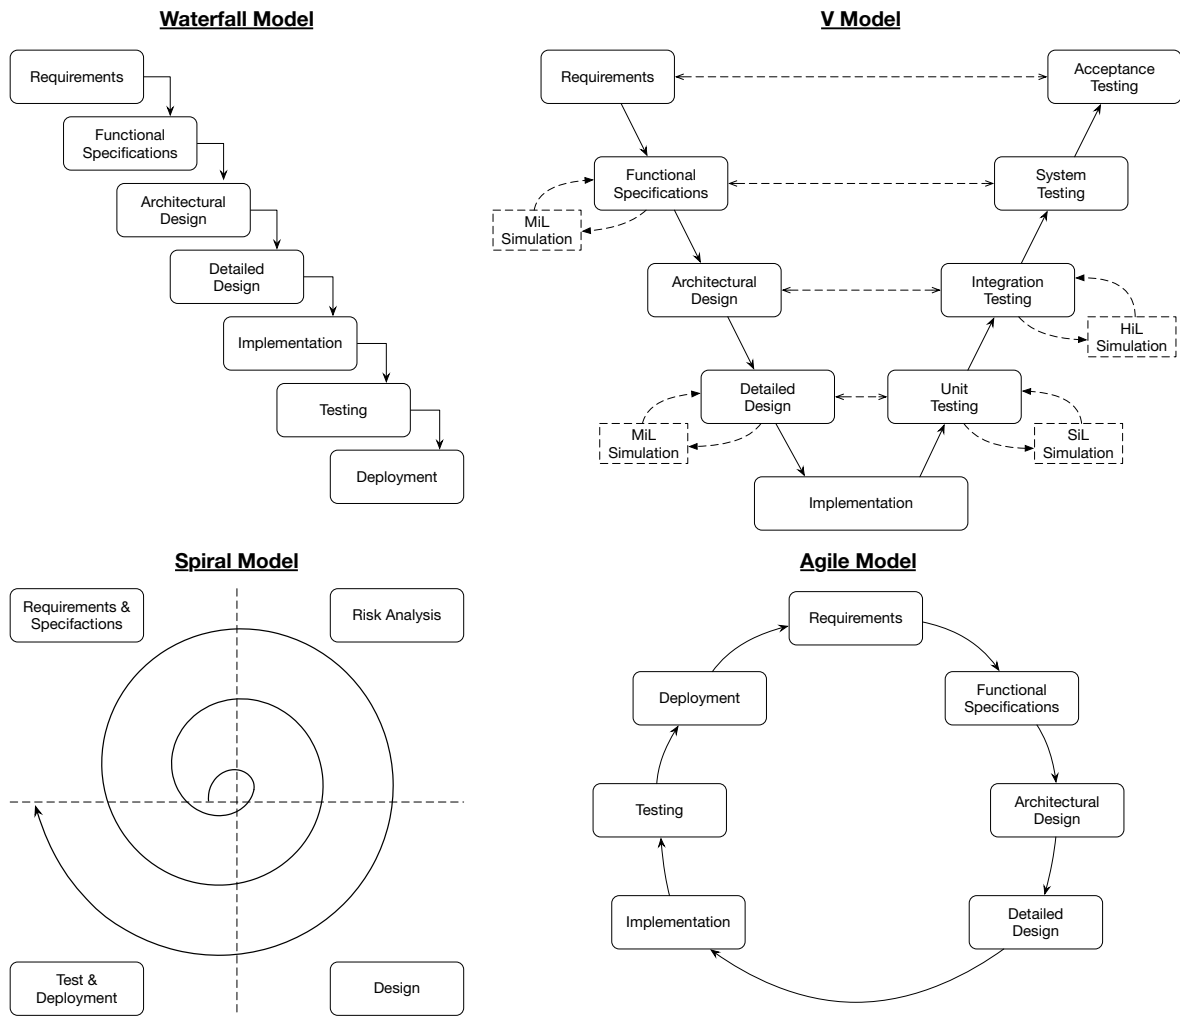 Waterfall Model
Requirements
Functional
Specifications
Architectural
Design
Detailed
Design
Implementation
Testing
Deployment
V Model
Requirements
Acceptance
Testing
Functional
Specifications
System
Testing
MiL
Simulation
Architectural
Design
Integration
Testing
HiL
Simulation
Detailed
Design
Unit
Testing
MiL
Simulation
SiL
Simulation
Implementation
Spiral Model
Requirements &
Specifactions
Risk Analysis
Test &
Deployment
Design
Agile Model
Requirements
Functional
Specifications
Architectural
Design
Detailed
Design
Implementation
Testing
Deployment